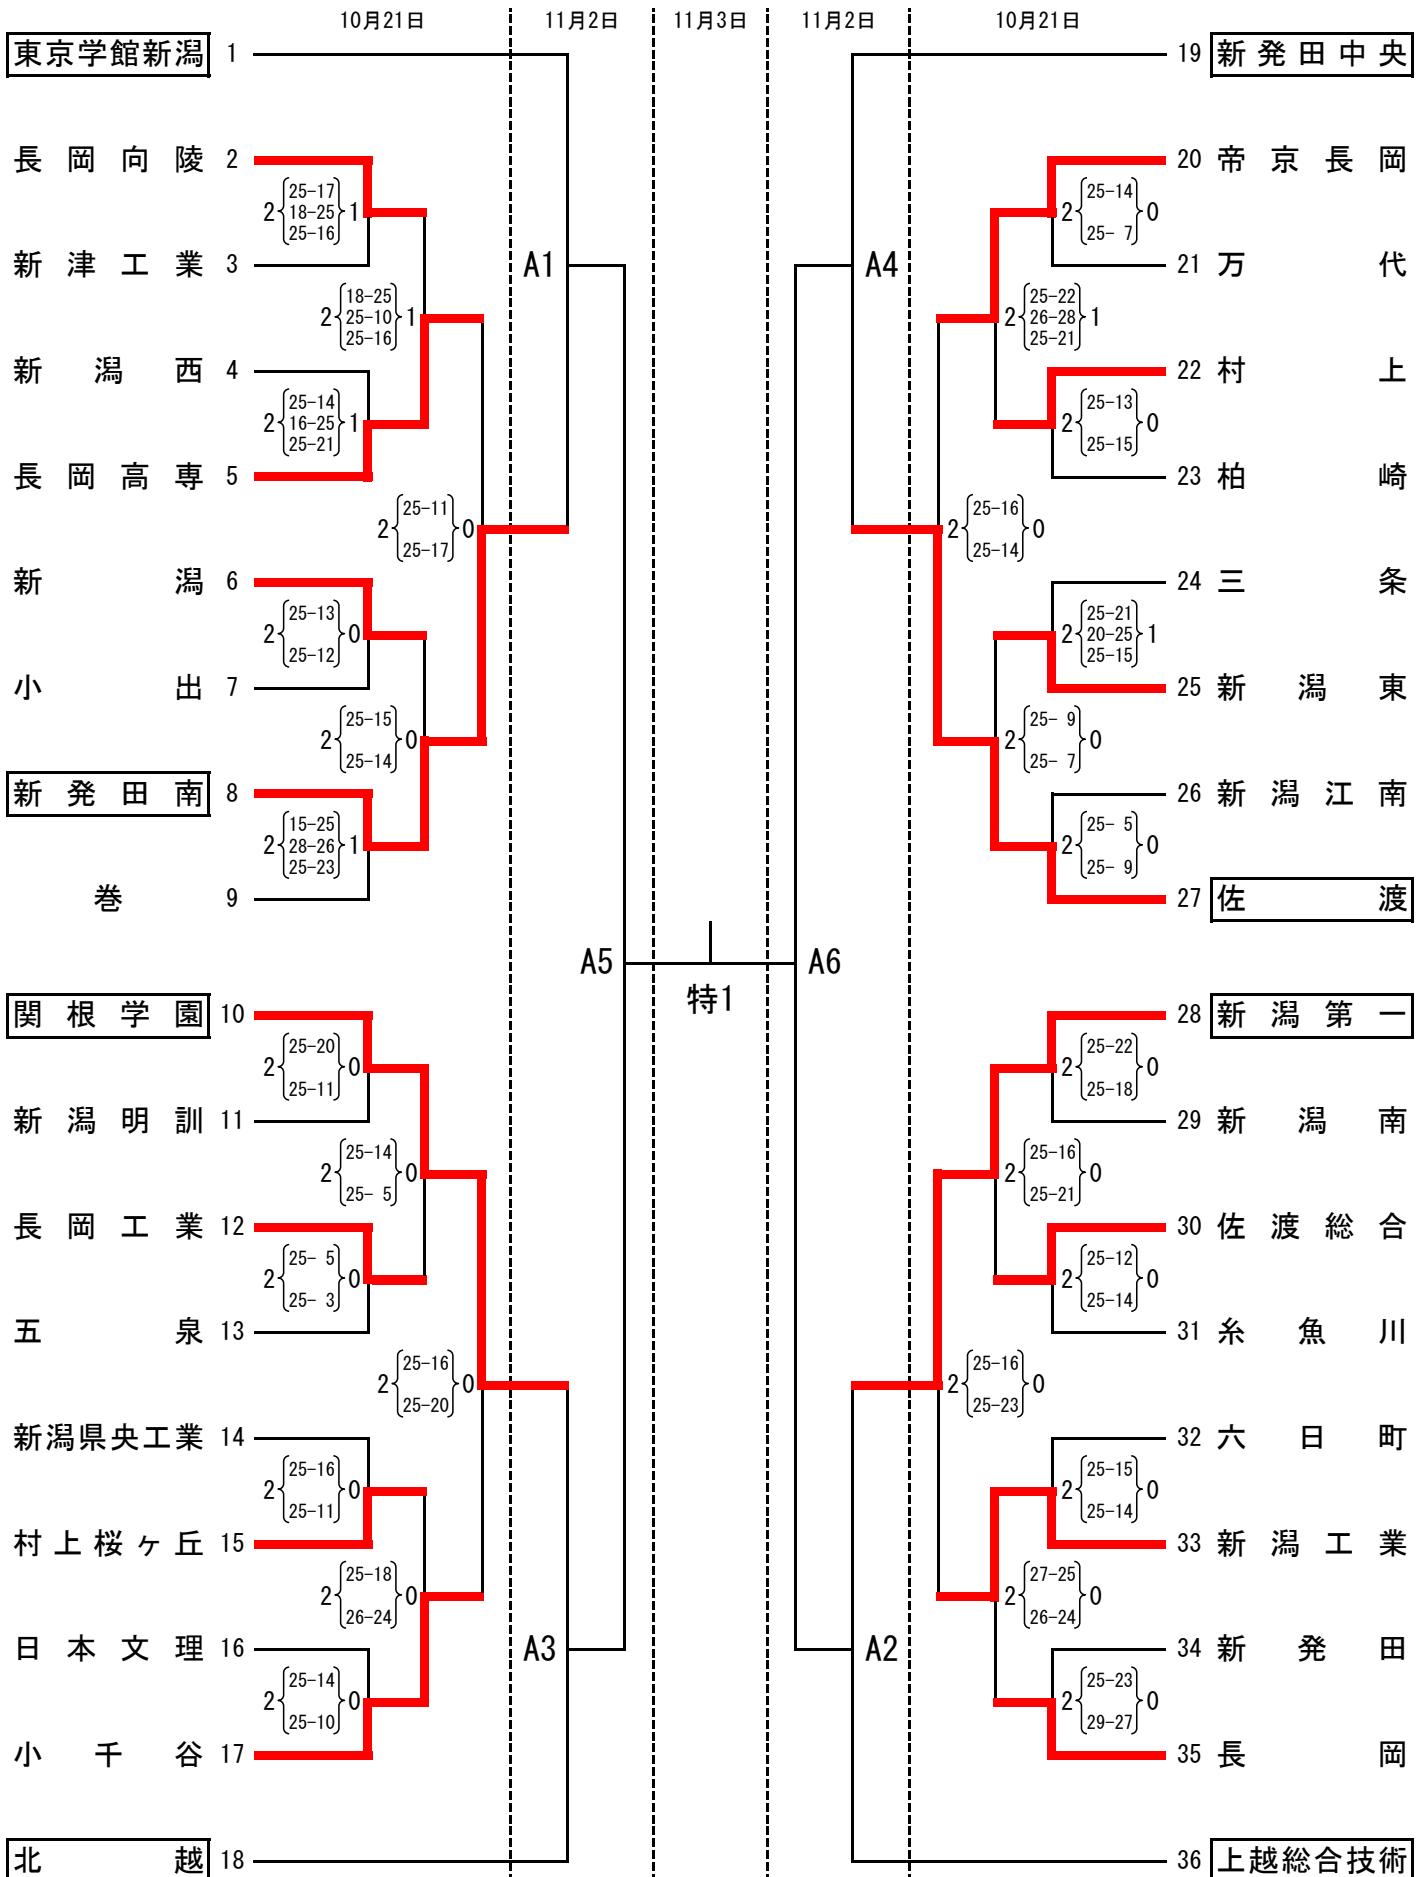 10月21日 11月2日 11月3日 11月2日 10月21日
東京学館新潟 1
19 新発田中央
長岡向陵 2
20 帝京長岡
2 25-17 18-25 25-16 1
2 25-14 25- 7 0
新津工業 3
A1
A4
21 万代
2 18-25 25-10 25-16 1
2 25-22 26-28 25-21 1
新潟西 4
22 村上
2 25-14 16-25 25-21 1
2 25-13 25-15 0
長岡高専 5
23 柏崎
2 25-11 25-17 0
2 25-16 25-14 0
新潟 6
24 三条
2 25-13 25-12 0
2 25-21 20-25 25-15 1
小出 7
25 新潟東
2 25-15 25-14 0
2 25- 9 25- 7 0
新発田南 8
26 新潟江南
2 15-25 28-26 25-23 1
2 25- 5 25- 9 0
巻 9
27 佐渡
A5
A6
特1
関根学園 10
28 新潟第一
2 25-20 25-11 0
2 25-22 25-18 0
新潟明訓 11
29 新潟南
2 25-14 25- 5 0
2 25-16 25-21 0
長岡工業 12
30 佐渡総合
2 25- 5 25- 3 0
2 25-12 25-14 0
五泉 13
31 糸魚川
2 25-16 25-20 0
2 25-16 25-23 0
新潟県央工業 14
32 六日町
2 25-16 25-11 0
2 25-15 25-14 0
村上桜ヶ丘 15
33 新潟工業
2 25-18 26-24 0
2 27-25 26-24 0
日本文理 16
A3
A2
34 新発田
2 25-14 25-10 0
2 25-23 29-27 0
小千谷 17
35 長岡
北越 18
36 上越総合技術